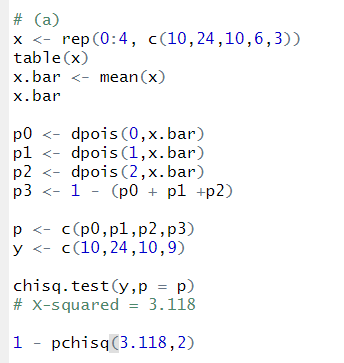 # (a)
x <- rep(0:4, c(10,24,10,6,3))
table(x)
x.bar <- mean(x)
x.bar
p0 <- dpois(0,x.bar)
p1 <- dpois(1,x.bar)
p2 <- dpois(2,x.bar)
p3 <- 1 - (p0 + p1 +p2)
p <- c(p0,p1,p2,p3)
y <- c(10,24,10,9)
chisq.test(y,p = p)
# X-squared = 3.118
1 - pchisq(3.118,2)